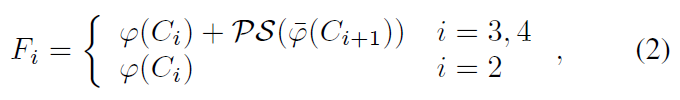 F_i = { φ(C_i) + PS(φ̄(C_{i+1})) i = 3, 4
φ(C_i) i = 2 , (2)